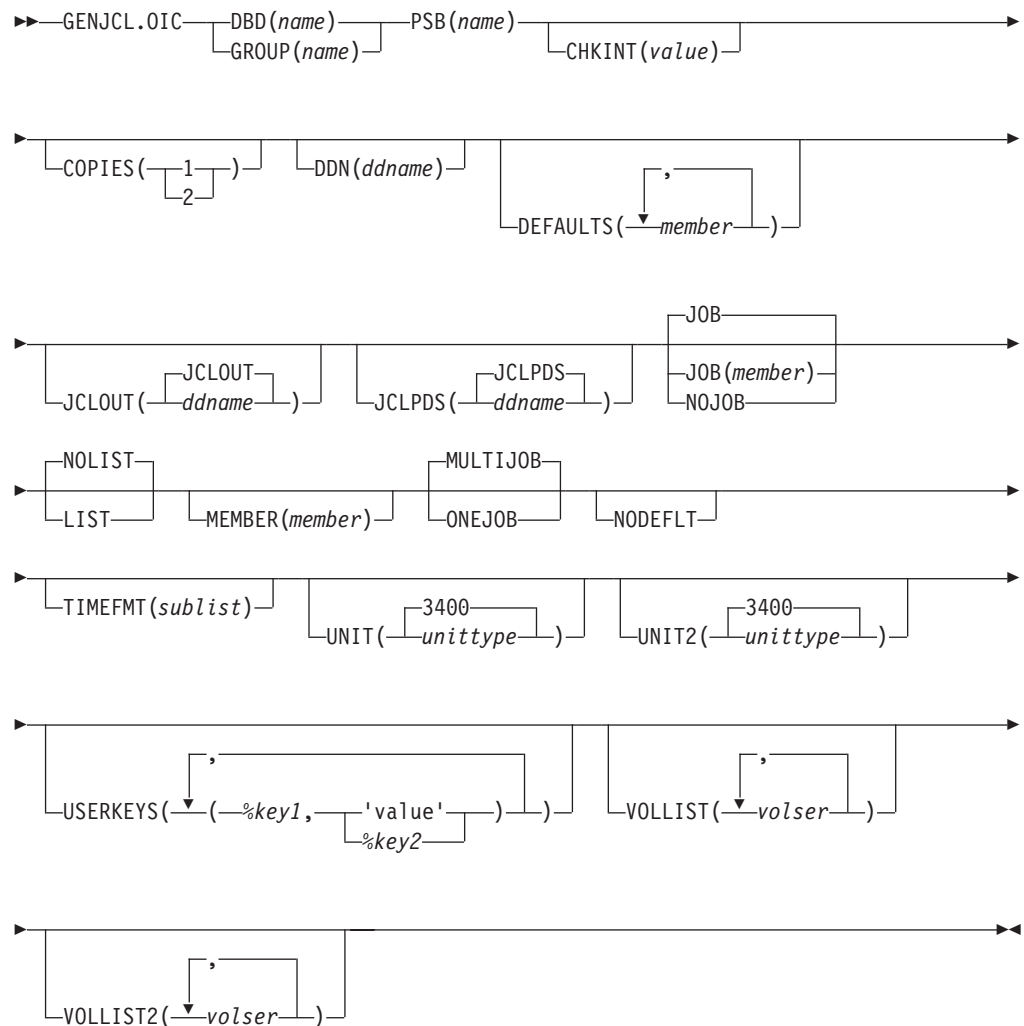 GENJCL.OIC DBD(name) PSB(name)
GROUP(name) CHKINT(value)
COPIES( 1 ) DDN(ddname) ,
2 DEFAULTS( member )
JOB
JCLOUT JCLPDS JOB(member)
JCLOUT( ddname ) JCLPDS( ddname ) NOJOB
NOLIST MULTIJOB
LIST MEMBER(member) ONEJOB NODEFLT
TIMEFMT(sublist) 3400 3400
UNIT( unittype ) UNIT2( unittype )
, ,
USERKEYS( ( %key1, 'value' ) ) VOLLIST( volser )
%key2
,
VOLLIST2( volser )